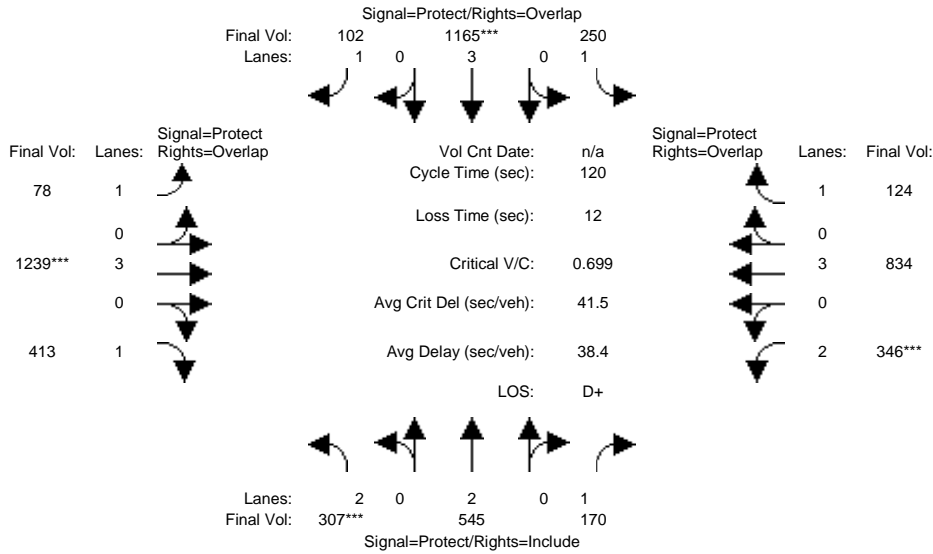 Signal=Protect/Rights=Overlap
Final Vol: 102 1165*** 250
Lanes: 1 0 3 0 1
Signal=Protect
Final Vol: Lanes: Rights=Overlap
Vol Cnt Date: n/a
Signal=Protect
Rights=Overlap Lanes: Final Vol:
Cycle Time (sec): 120
78 1
1 124
Loss Time (sec): 12
0
0
1239*** 3
Critical V/C: 0.699
3 834
0
Avg Crit Del (sec/veh): 41.5
0
413 1
Avg Delay (sec/veh): 38.4
2 346***
LOS: D+
Lanes: 2 0 2 0 1
Final Vol: 307*** 545 170
Signal=Protect/Rights=Include